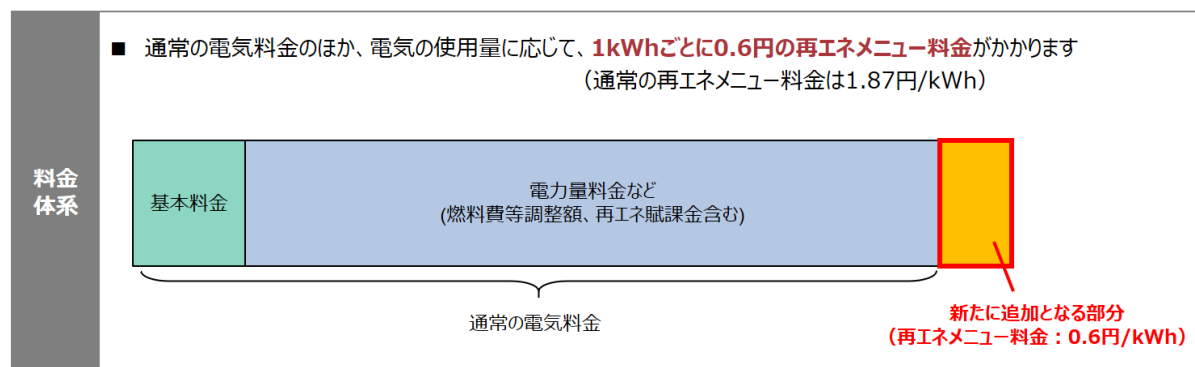 ■ 通常の電気料金のほか、電気の使用量に応じて、1kWhごとに0.6円の再エネメニュー料金がかかります
（通常の再エネメニュー料金は1.87円/kWh）
料金
体系
基本料金
電力量料金など
(燃料費等調整額、再エネ賦課金含む)
通常の電気料金
新たに追加となる部分
（再エネメニュー料金：0.6円/kWh）